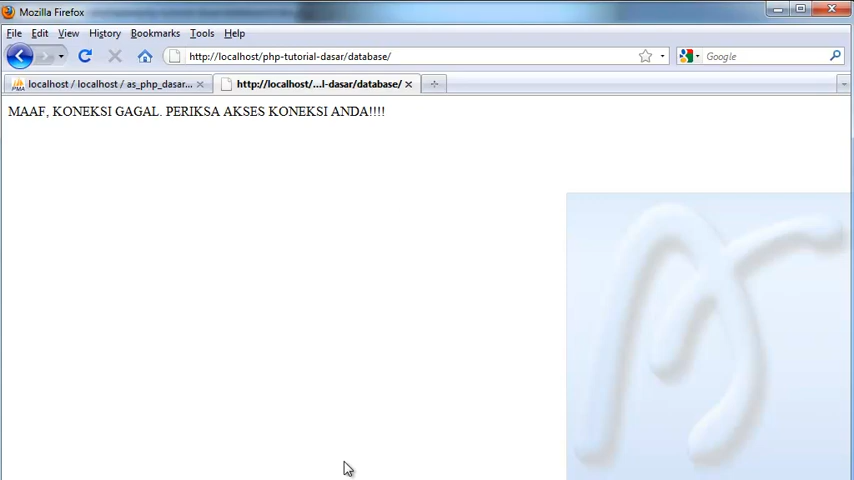 Mozilla Firefox
File Edit View History Bookmarks Tools Help
http://localhost/php-tutorial-dasar/database/
Google
localhost / localhost / as_php_dasar...
http://localhost/...l-dasar/database/
MAAF, KONEKSI GAGAL. PERIKSA AKSES KONEKSI ANDA!!!!